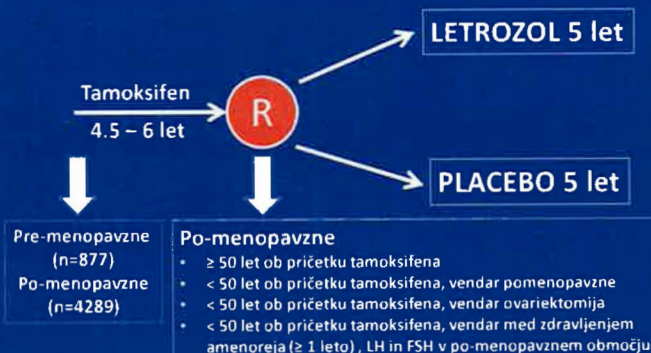 LETROZOL 5 let
Tamoksifen
4.5 – 6 let
R
PLACEBO 5 let
Pre-menopavzne
(n=877)
Po-menopavzne
(n=4289)
Po-menopavzne
• ≥ 50 let ob pričetku tamoksifena
• < 50 let ob pričetku tamoksifena, vendar pomenopavzne
• < 50 let ob pričetku tamoksifena, vendar ovariektomija
• < 50 let ob pričetku tamoksifena, vendar med zdravljenjem
amenoreja (≥ 1 leto) , LH in FSH v po-menopavznem območju